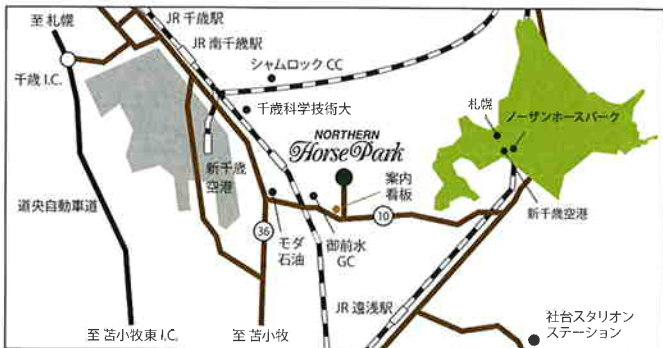 至 札幌
JR 千歳駅
JR 南千歳駅
シャムロック CC
千歳 I.C.
千歳科学技術大
札幌
ノーザンホースパーク
NORTHERN
Horse Park
新千歳
空港
案内
看板
新千歳空港
道央自動車道
36
モダ
石油
御前水
GC
10
JR 遠浅駅
至 苫小牧東 I.C.
至 苫小牧
社台スタリオン
ステーション